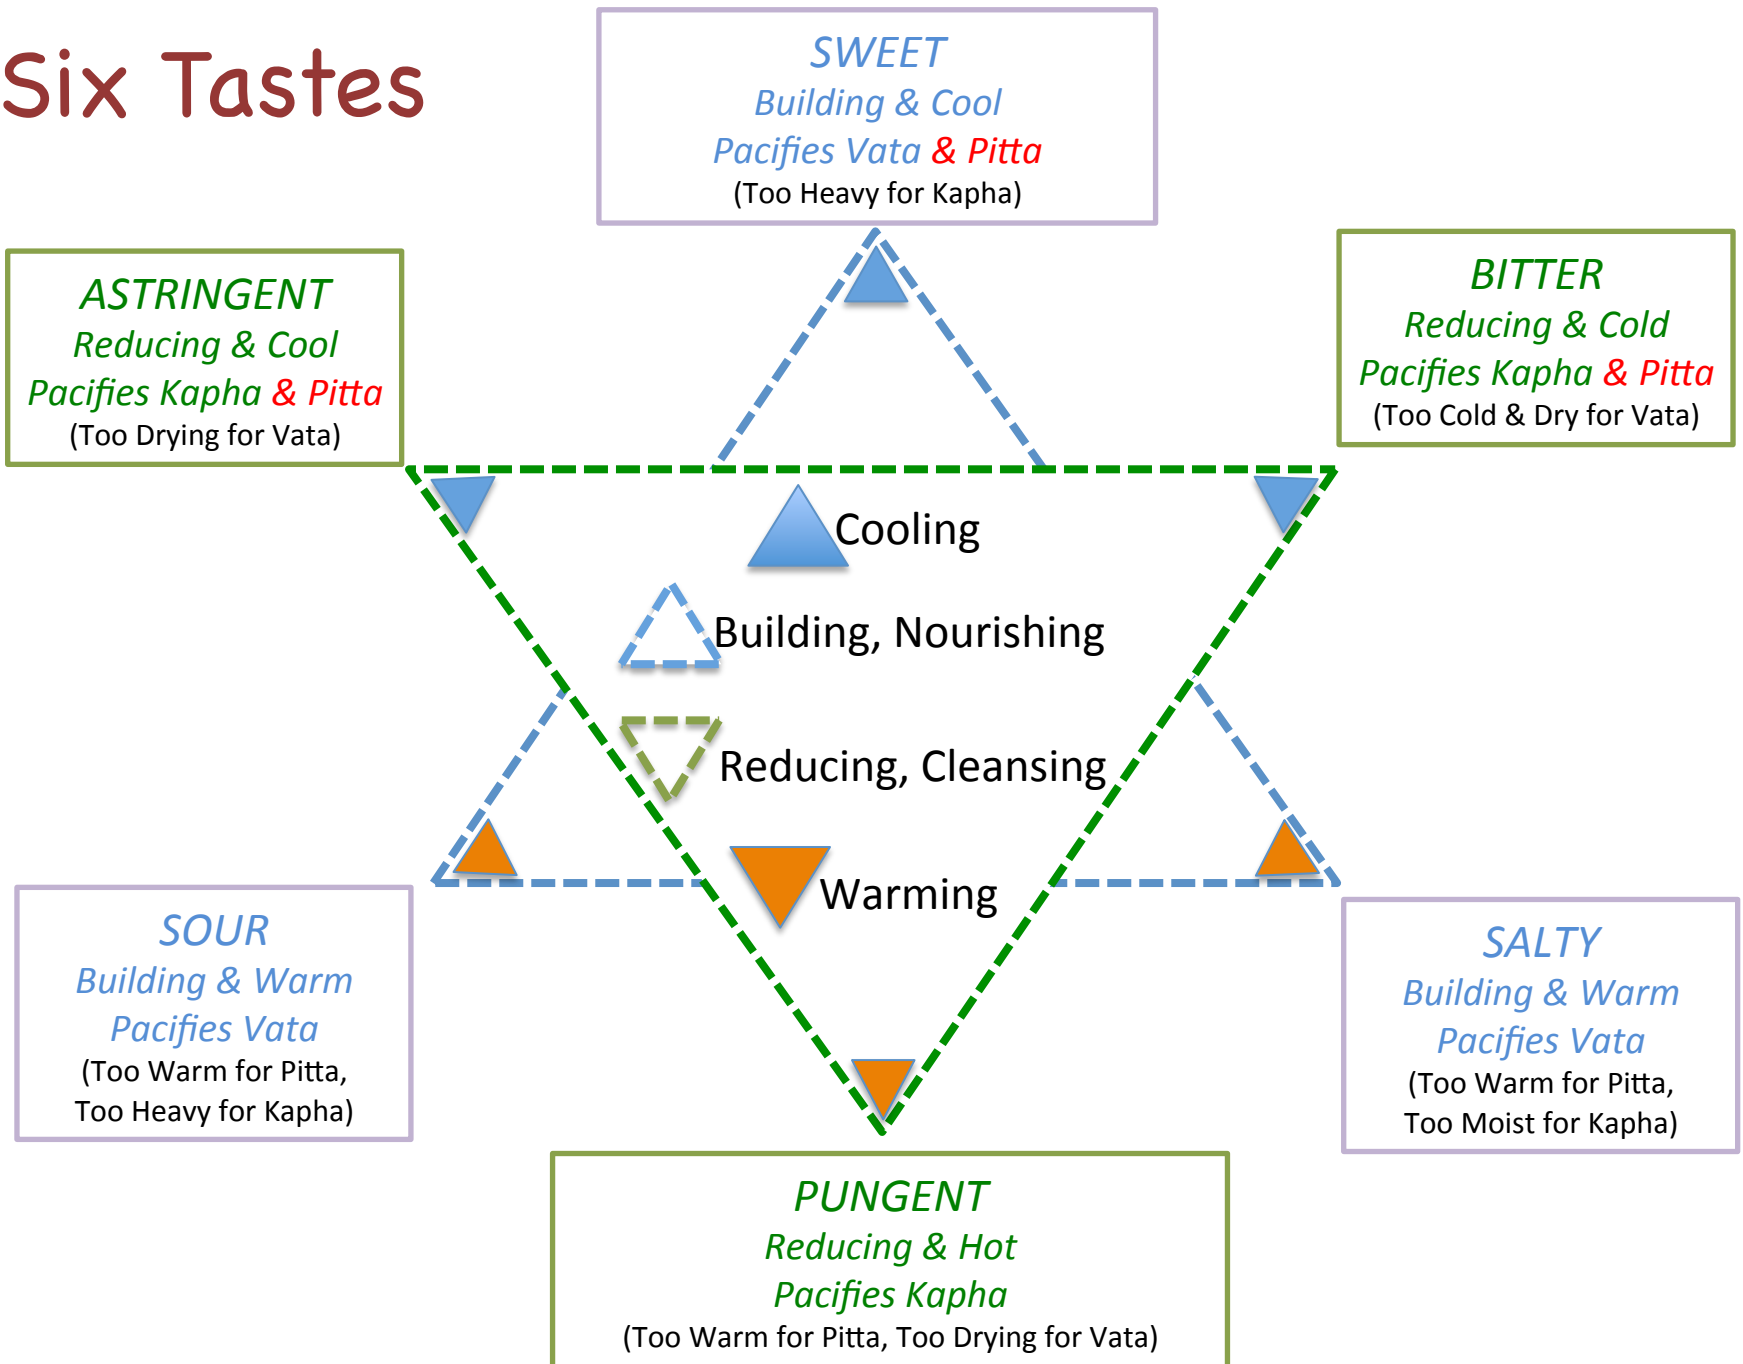 Six Tastes
SWEET
Building & Cool
Pacifies Vata & Pitta
(Too Heavy for Kapha)
ASTRINGENT
Reducing & Cool
Pacifies Kapha & Pitta
(Too Drying for Vata)
BITTER
Reducing & Cold
Pacifies Kapha & Pitta
(Too Cold & Dry for Vata)
Cooling
Building, Nourishing
Reducing, Cleansing
Warming
SOUR
Building & Warm
Pacifies Vata
(Too Warm for Pitta,
Too Heavy for Kapha)
SALTY
Building & Warm
Pacifies Vata
(Too Warm for Pitta,
Too Moist for Kapha)
PUNGENT
Reducing & Hot
Pacifies Kapha
(Too Warm for Pitta, Too Drying for Vata)